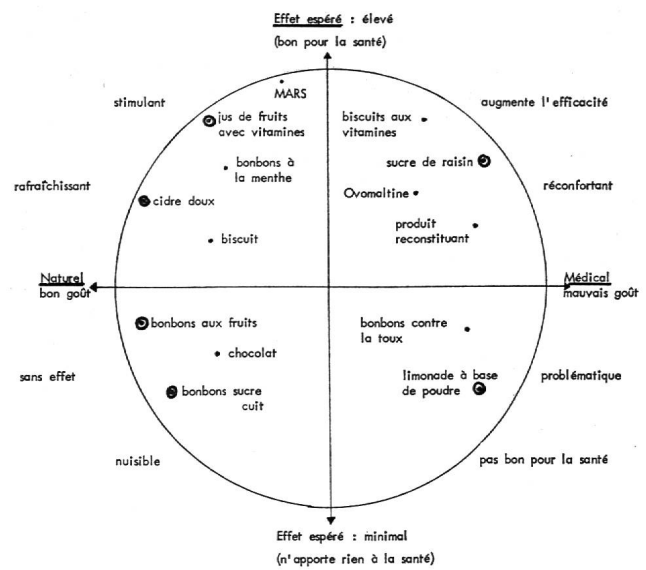 Effet espéré : élevé
(bon pour la santé)
MARS
stimulant
augmente l'efficacité
jus de fruits
avec vitamines
biscuits aux
vitamines
bonbons à
la menthe
sucre de raisin
rafraîchissant
réconfortant
cidre doux
Ovomaltine
biscuit
produit
reconstituant
Naturel
bon goût
Médical
mauvais goût
bonbons aux fruits
bonbons contre
la toux
chocolat
sans effet
limonade à base
de poudre
problématique
bonbons sucre
cuit
nuisible
pas bon pour la santé
Effet espéré : minimal
(n'apporte rien à la santé)